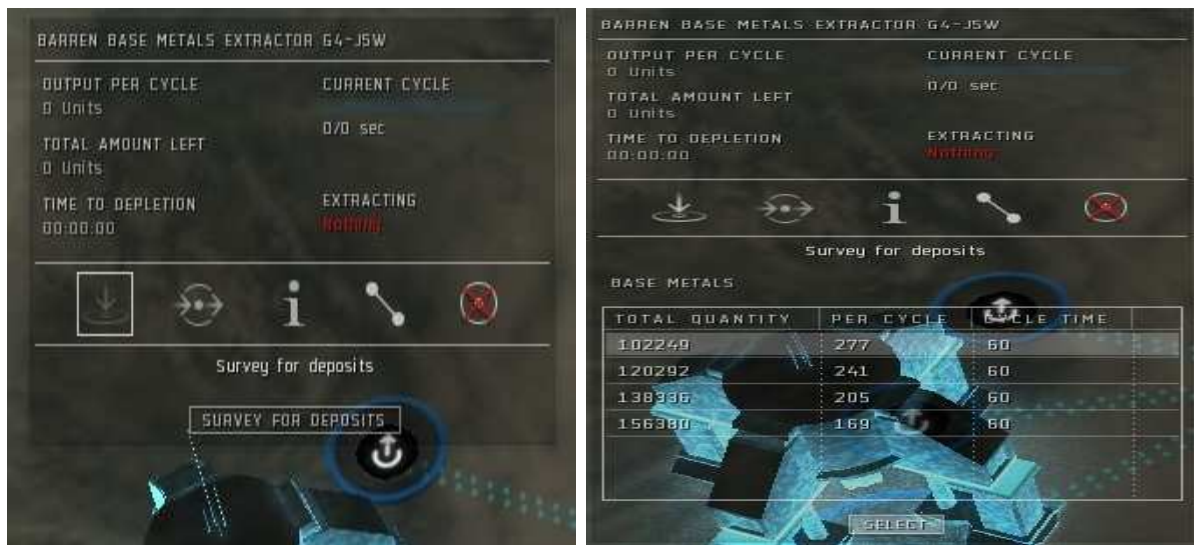 BARREN BASE METALS EXTRACTOR G4-J5W
OUTPUT PER CYCLE
0 Units
CURRENT CYCLE
0/0 sec
TOTAL AMOUNT LEFT
0 Units
TIME TO DEPLETION
00:00:00
EXTRACTING
Nothing
Survey for deposits
SURVEY FOR DEPOSITS
BARREN BASE METALS EXTRACTOR G4-J5W
OUTPUT PER CYCLE
0 Units
CURRENT CYCLE
0/0 sec
TOTAL AMOUNT LEFT
0 Units
TIME TO DEPLETION
00:00:00
EXTRACTING
Nothing
Survey for deposits
BASE METALS
TOTAL QUANTITY PER CYCLE CYCLE TIME
102249 277 60
120292 241 60
138336 205 60
156380 169 60
SELECT